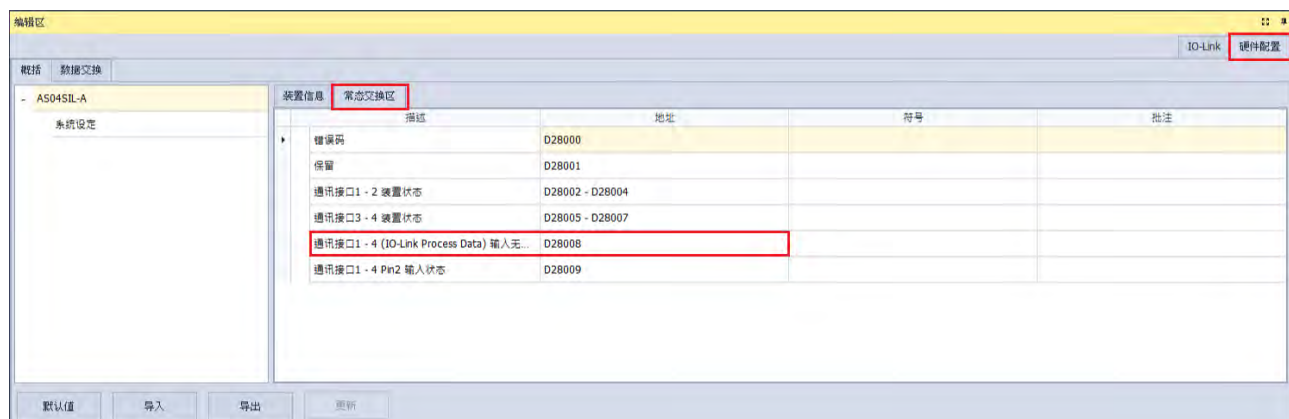 编辑区
IO-Link 硬件配置
概括 数据交换
- AS04SIL-A
系统设定
装置信息 常态交换区
描述 地址 符号 批注
错误码 D28000
保留 D28001
通讯接口1 - 2 装置状态 D28002 - D28004
通讯接口3 - 4 装置状态 D28005 - D28007
通讯接口1 - 4 (IO-Link Process Data) 输入无... D28008
通讯接口1 - 4 Pin2 输入状态 D28009
默认值 导入 导出 更新